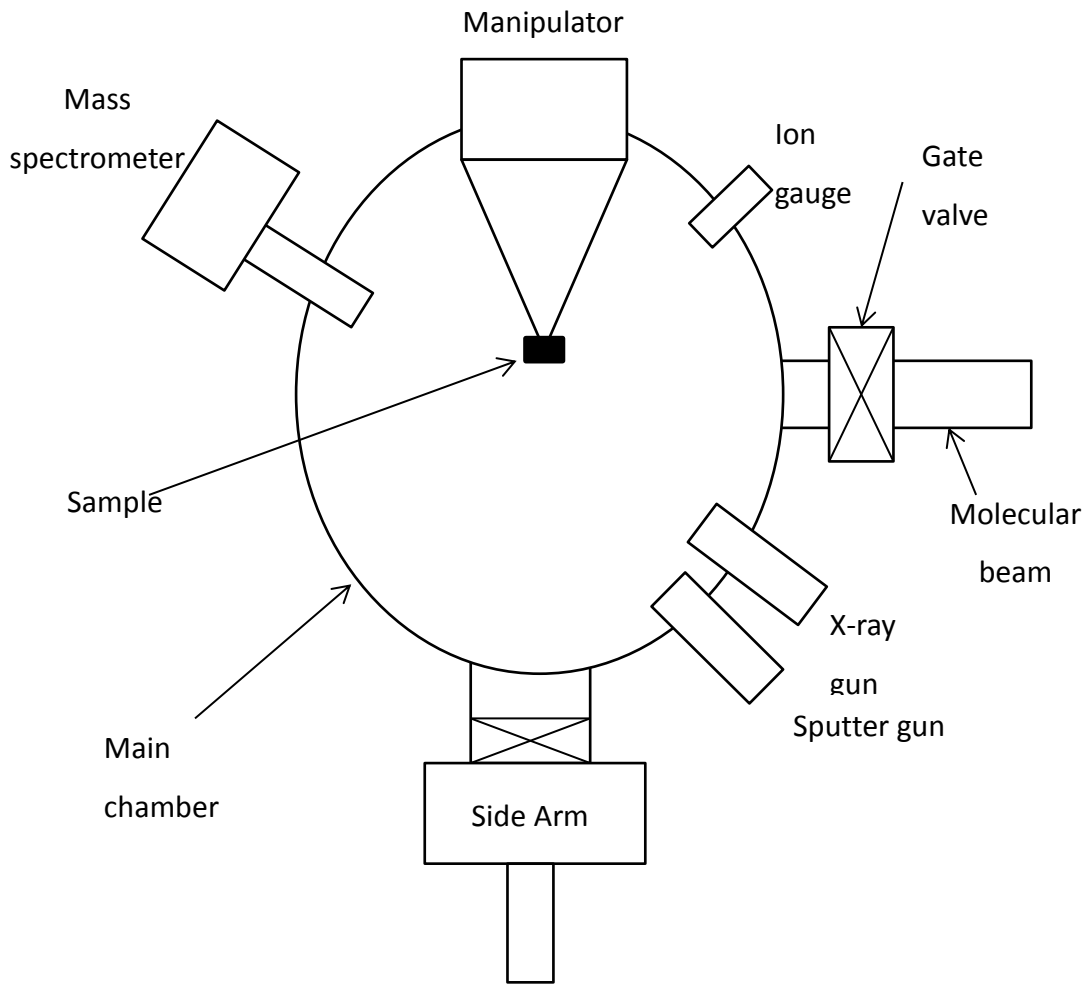 Manipulator
Mass
spectrometer
Ion
gauge
Gate
valve
Sample
Molecular
beam
X-ray
gun
Sputter gun
Main
chamber
Side Arm